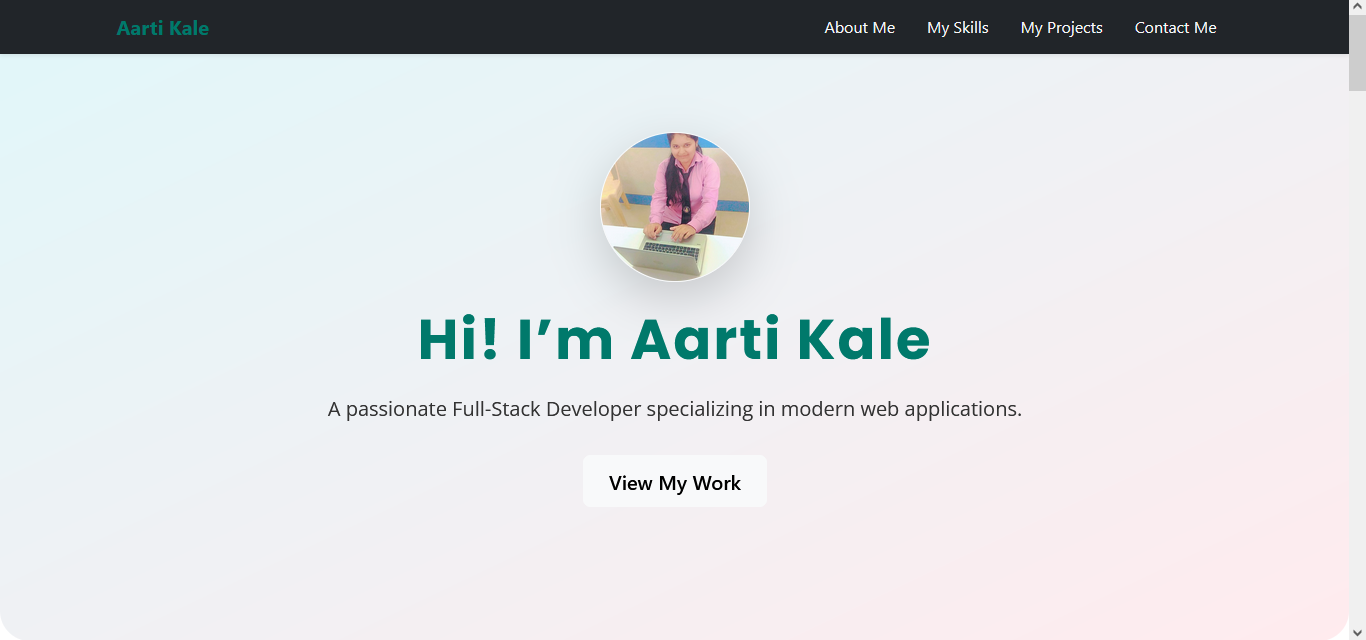 Aarti Kale
About Me My Skills My Projects Contact Me
Hi! I’m Aarti Kale
A passionate Full-Stack Developer specializing in modern web applications.
View My Work